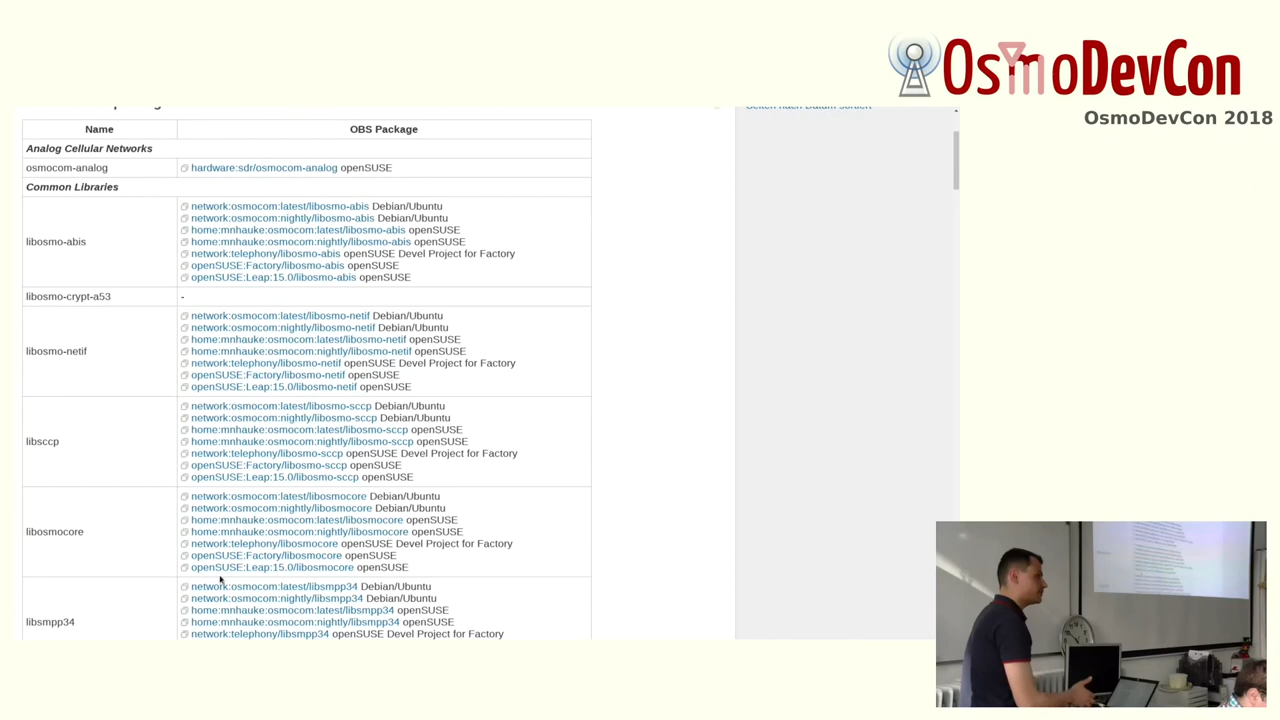 OsmoDevCon
OsmoDevCon 2018
Seiten nach Datum sortiert
Name OBS Package
Analog Cellular Networks
osmocom-analog hardware:sdr/osmocom-analog openSUSE
Common Libraries
libosmo-abis
network:osmocom:latest/libosmo-abis Debian/Ubuntu
network:osmocom:nightly/libosmo-abis Debian/Ubuntu
home:mnhauke:osmocom:latest/libosmo-abis openSUSE
home:mnhauke:osmocom:nightly/libosmo-abis openSUSE
network:telephony/libosmo-abis openSUSE Devel Project for Factory
openSUSE:Factory/libosmo-abis openSUSE
openSUSE:Leap:15.0/libosmo-abis openSUSE
libosmo-crypt-a53 -
libosmo-netif
network:osmocom:latest/libosmo-netif Debian/Ubuntu
network:osmocom:nightly/libosmo-netif Debian/Ubuntu
home:mnhauke:osmocom:latest/libosmo-netif openSUSE
home:mnhauke:osmocom:nightly/libosmo-netif openSUSE
network:telephony/libosmo-netif openSUSE Devel Project for Factory
openSUSE:Factory/libosmo-netif openSUSE
openSUSE:Leap:15.0/libosmo-netif openSUSE
libsccp
network:osmocom:latest/libosmo-sccp Debian/Ubuntu
network:osmocom:nightly/libosmo-sccp Debian/Ubuntu
home:mnhauke:osmocom:latest/libosmo-sccp openSUSE
home:mnhauke:osmocom:nightly/libosmo-sccp openSUSE
network:telephony/libosmo-sccp openSUSE Devel Project for Factory
openSUSE:Factory/libosmo-sccp openSUSE
openSUSE:Leap:15.0/libosmo-sccp openSUSE
libosmocore
network:osmocom:latest/libosmocore Debian/Ubuntu
network:osmocom:nightly/libosmocore Debian/Ubuntu
home:mnhauke:osmocom:latest/libosmocore openSUSE
home:mnhauke:osmocom:nightly/libosmocore openSUSE
network:telephony/libosmocore openSUSE Devel Project for Factory
openSUSE:Factory/libosmocore openSUSE
openSUSE:Leap:15.0/libosmocore openSUSE
libsmpp34
network:osmocom:latest/libsmpp34 Debian/Ubuntu
network:osmocom:nightly/libsmpp34 Debian/Ubuntu
home:mnhauke:osmocom:latest/libsmpp34 openSUSE
home:mnhauke:osmocom:nightly/libsmpp34 openSUSE
network:telephony/libsmpp34 openSUSE Devel Project for Factory